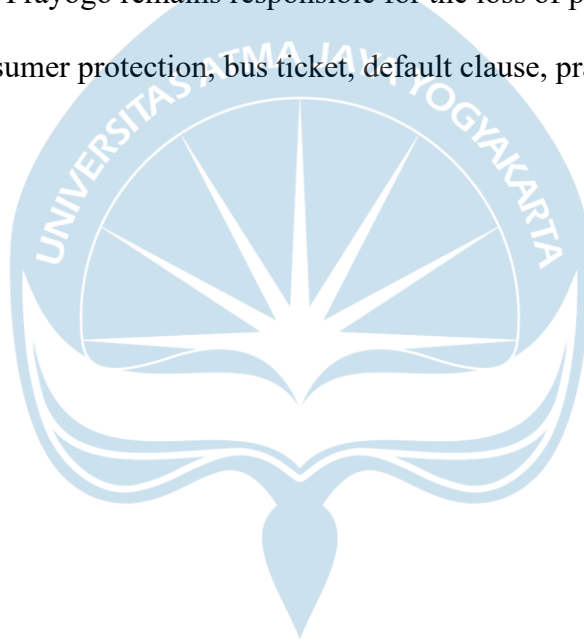 Prayogo remains responsible for the loss of p
sumer protection, bus ticket, default clause, pra
UNIVERSITAS ATMA JAYA YOGYAKARTA